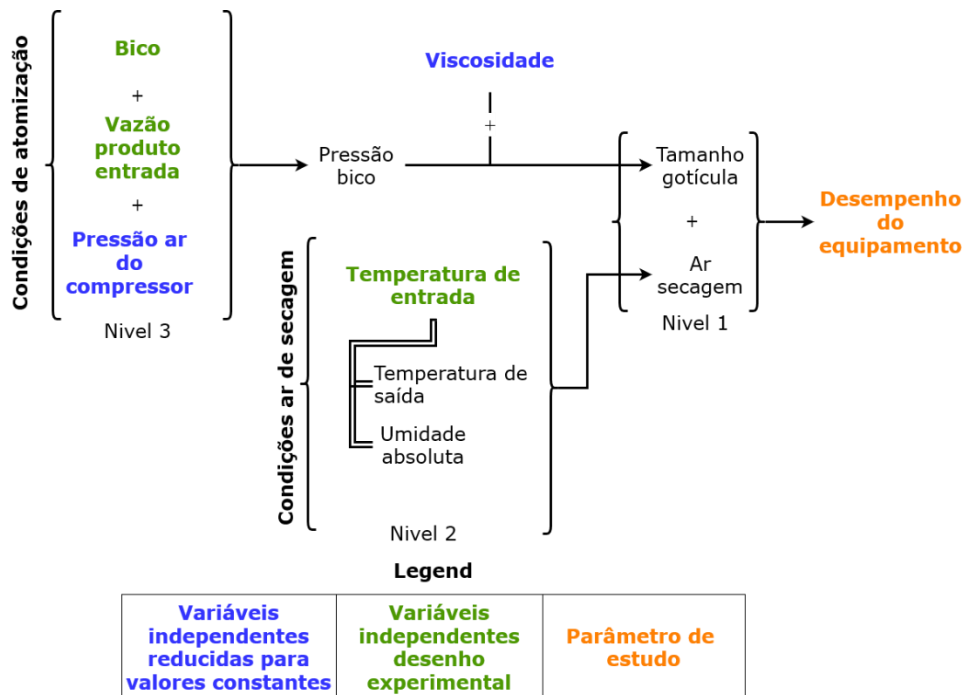 Condições de atomização
Bico
+
Vazão
produto
entrada
+
Pressão ar
do
compressor
Nivel 3
Pressão
bico
Viscosidade
+
Condições ar de secagem
Temperatura de
entrada
Temperatura de
saída
Umidade
absoluta
Nivel 2
Tamanho
gotícula
+
Ar
secagem
Nivel 1
Desempenho
do
equipamento
Legend
Variáveis
independentes
reducidas para
valores constantes
Variáveis
independentes
desenho
experimental
Parâmetro de
estudo